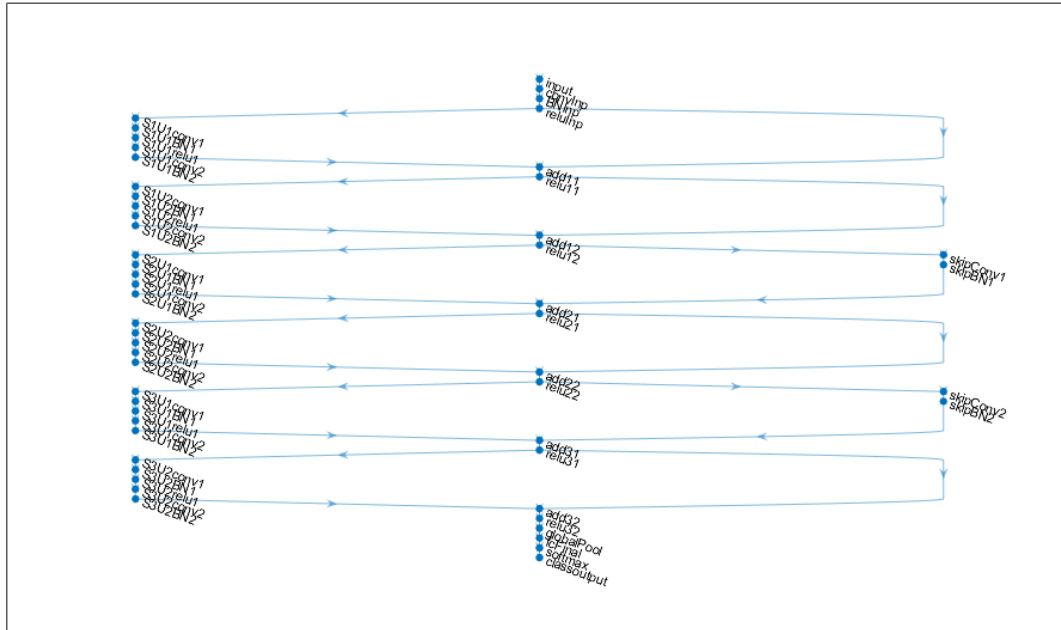 input
convInp
BNInp
reluInp
S1U1conv1
S1U1BN1
S1U1relu1
S1U1conv2
S1U1BN2
add11
relu11
S1U2conv1
S1U2BN1
S1U2relu1
S1U2conv2
S1U2BN2
add12
relu12
S2U1conv1
S2U1BN1
S2U1relu1
S2U1conv2
S2U1BN2
skipConv1
skipBN1
add21
relu21
S2U2conv1
S2U2BN1
S2U2relu1
S2U2conv2
S2U2BN2
add22
relu22
S3U1conv1
S3U1BN1
S3U1relu1
S3U1conv2
S3U1BN2
skipConv2
skipBN2
add31
relu31
S3U2conv1
S3U2BN1
S3U2relu1
S3U2conv2
S3U2BN2
add32
relu32
globalPool
fcFinal
softmax
classoutput